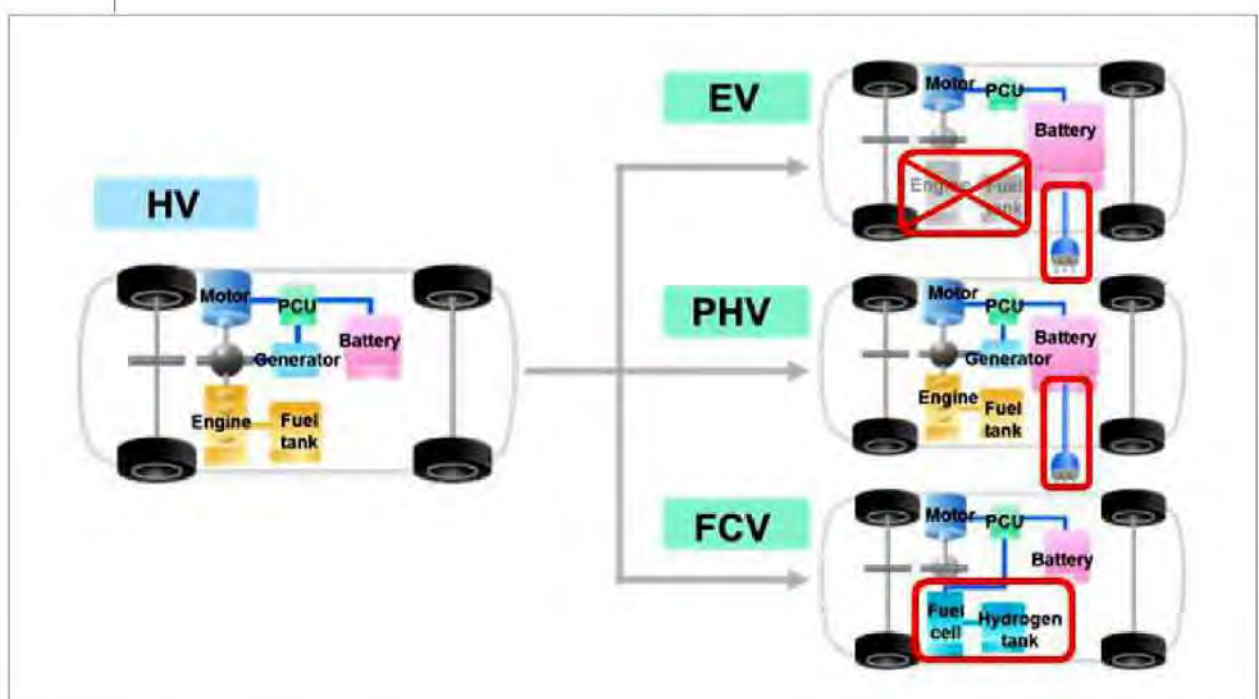 HV
Motor
PCU
Battery
Generator
Engine
Fuel
tank
EV
Motor
PCU
Battery
Engine
Fuel
tank
PHV
Motor
PCU
Battery
Generator
Engine
Fuel
tank
FCV
Motor
PCU
Battery
Fuel
cell
Hydrogen
tank